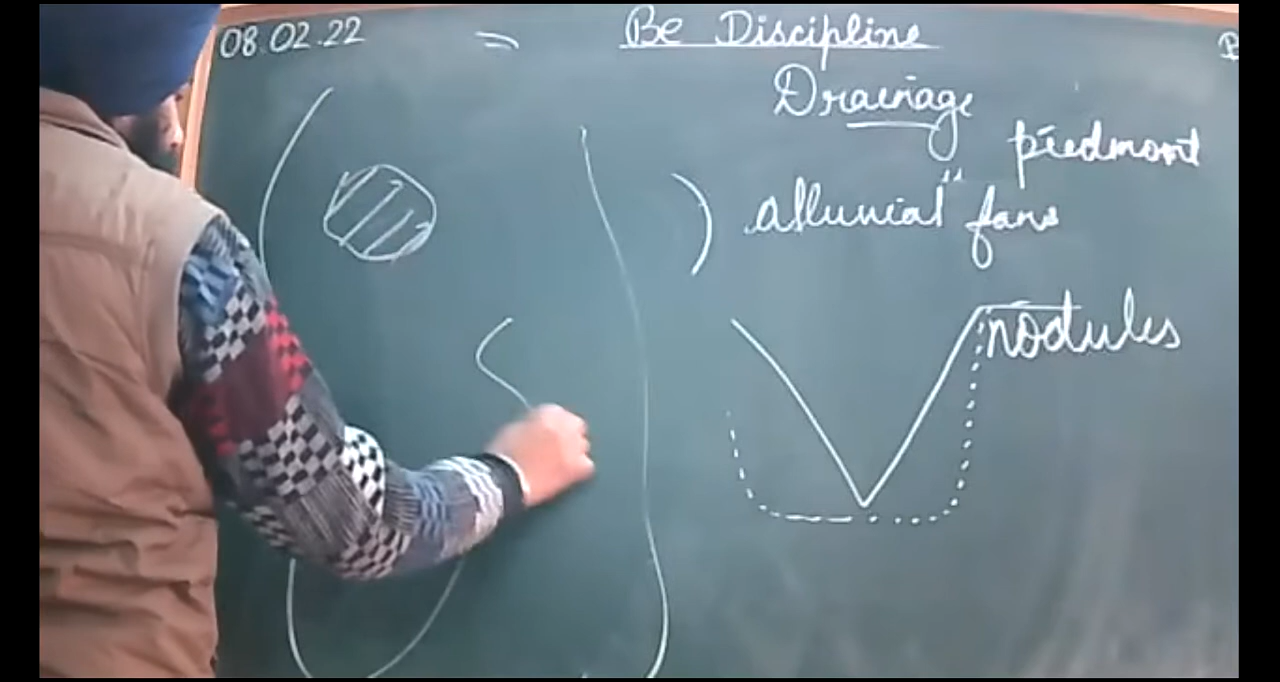 08.02.22
Be Discipline
Drainage
piedmont
alluvial fans
nodules